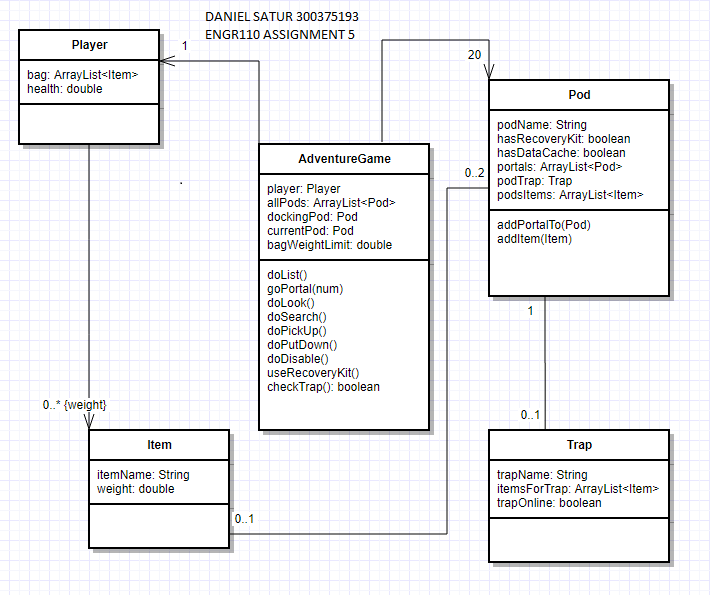 DANIEL SATUR 300375193
ENGR110 ASSIGNMENT 5
Player
bag: ArrayList<Item>
health: double
1
20
Pod
podName: String
hasRecoveryKit: boolean
hasDataCache: boolean
portals: ArrayList<Pod>
podTrap: Trap
podsItems: ArrayList<Item>
addPortalTo(Pod)
addItem(Item)
0..2
AdventureGame
player: Player
allPods: ArrayList<Pod>
dockingPod: Pod
currentPod: Pod
bagWeightLimit: double
doList()
goPortal(num)
doLook()
doSearch()
doPickUp()
doPutDown()
doDisable()
useRecoveryKit()
checkTrap(): boolean
1
0..1
0..* {weight}
Item
itemName: String
weight: double
0..1
Trap
trapName: String
itemsForTrap: ArrayList<Item>
trapOnline: boolean